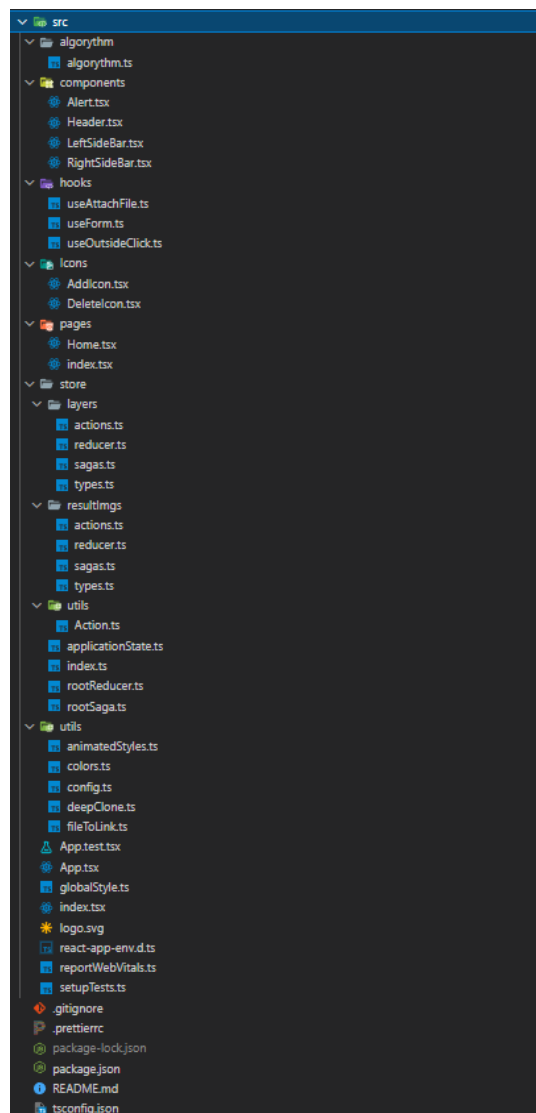 src
algorythm
algorythm.ts
components
Alert.tsx
Header.tsx
LeftSideBar.tsx
RightSideBar.tsx
hooks
useAttachFile.ts
useForm.ts
useOutsideClick.ts
Icons
AddIcon.tsx
DeleteIcon.tsx
pages
Home.tsx
index.tsx
store
layers
actions.ts
reducer.ts
sagas.ts
types.ts
resultImgs
actions.ts
reducer.ts
sagas.ts
types.ts
utils
Action.ts
applicationState.ts
index.ts
rootReducer.ts
rootSaga.ts
utils
animatedStyles.ts
colors.ts
config.ts
deepClone.ts
fileToLink.ts
App.test.tsx
App.tsx
globalStyle.ts
index.tsx
logo.svg
react-app-env.d.ts
reportWebVitals.ts
setupTests.ts
.gitignore
.prettierrc
package-lock.json
package.json
README.md
tsconfig.json